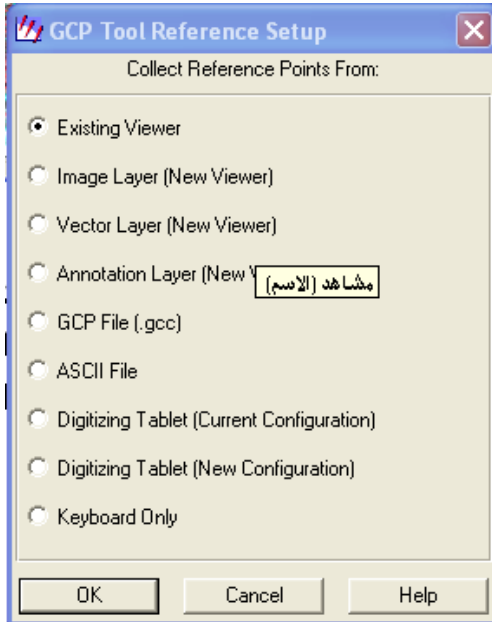 GCP Tool Reference Setup
Collect Reference Points From:
Existing Viewer
Image Layer (New Viewer)
Vector Layer (New Viewer)
Annotation Layer (New
مشاهد (الاسم)
GCP File (.gcc)
ASCII File
Digitizing Tablet (Current Configuration)
Digitizing Tablet (New Configuration)
Keyboard Only
OK Cancel Help